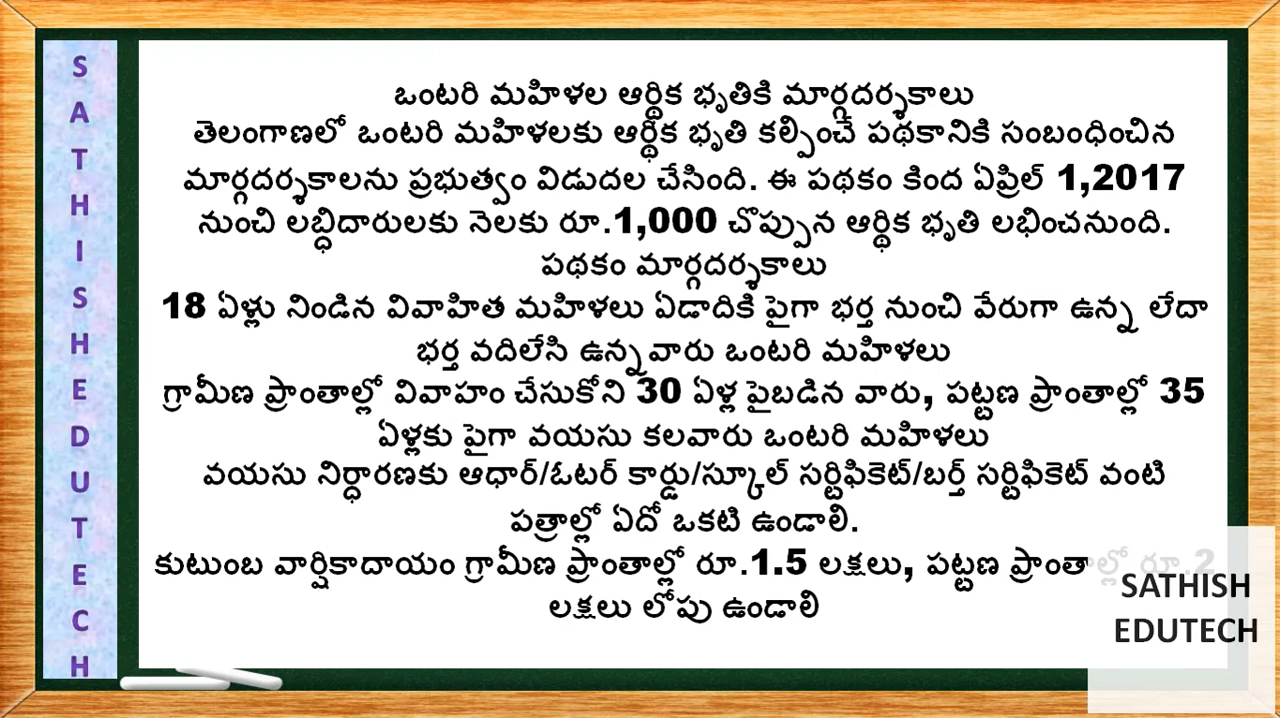 SATHISHEDUTECH
ఒంటరి మహిళల ఆర్థిక భృతికి మార్గదర్శకాలు
తెలంగాణలో ఒంటరి మహిళలకు ఆర్థిక భృతి కల్పించే పథకానికి సంబంధించిన
మార్గదర్శకాలను ప్రభుత్వం విడుదల చేసింది. ఈ పథకం కింద ఏప్రిల్ 1,2017
నుంచి లబ్ధిదారులకు నెలకు రూ.1,000 చొప్పున ఆర్థిక భృతి లభించనుంది.
పథకం మార్గదర్శకాలు
18 ఏళ్లు నిండిన వివాహిత మహిళలు ఏడాదికి పైగా భర్త నుంచి వేరుగా ఉన్న లేదా
భర్త వదిలేసి ఉన్నవారు ఒంటరి మహిళలు
గ్రామీణ ప్రాంతాల్లో వివాహం చేసుకోని 30 ఏళ్ల పైబడిన వారు, పట్టణ ప్రాంతాల్లో 35
ఏళ్లకు పైగా వయసు కలవారు ఒంటరి మహిళలు
వయసు నిర్ధారణకు ఆధార్/ఓటర్ కార్డు/స్కూల్ సర్టిఫికెట్/బర్త్ సర్టిఫికెట్ వంటి
పత్రాల్లో ఏదో ఒకటి ఉండాలి.
కుటుంబ వార్షికాదాయం గ్రామీణ ప్రాంతాల్లో రూ.1.5 లక్షలు, పట్టణ ప్రాంతాల్లో రూ.2
లక్షలు లోపు ఉండాలి
SATHISH
EDUTECH